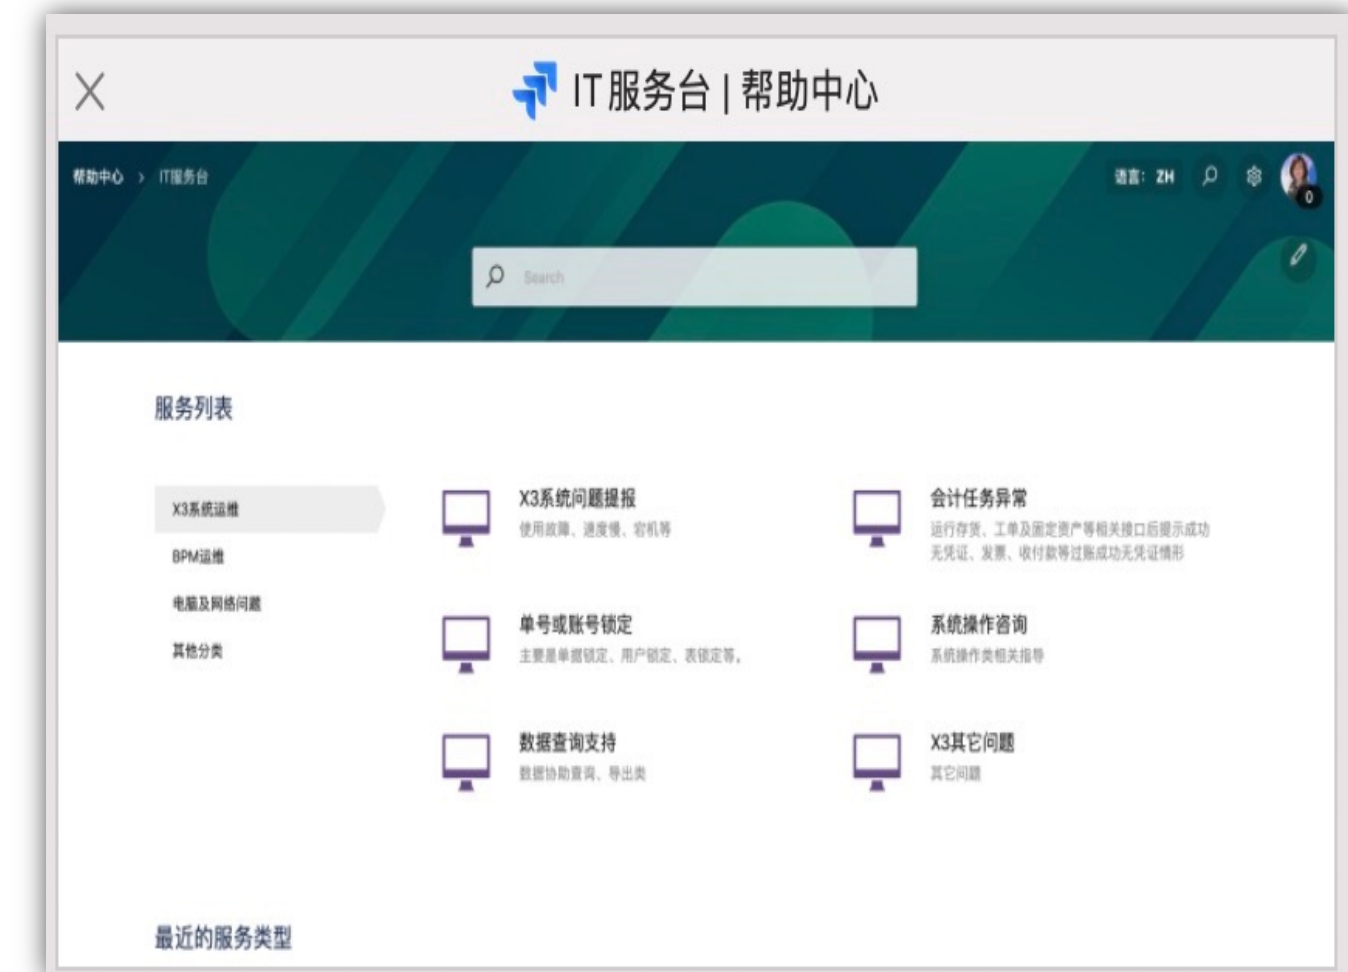 IT服务台 | 帮助中心
帮助中心 > IT服务台
语言: ZH
0
Search
服务列表
X3系统运维
BPM运维
电脑及网络问题
其他分类
X3系统问题提报
使用故障、速度慢、宕机等
会计任务异常
运行存货、工单及固定资产等相关接口后提示成功
无凭证、发票、收付款等过账成功无凭证情形
单号或账号锁定
主要是单据锁定、用户锁定、表锁定等。
系统操作咨询
系统操作类相关指导
数据查询支持
数据协助查询、导出类
X3其它问题
其它问题
最近的服务类型